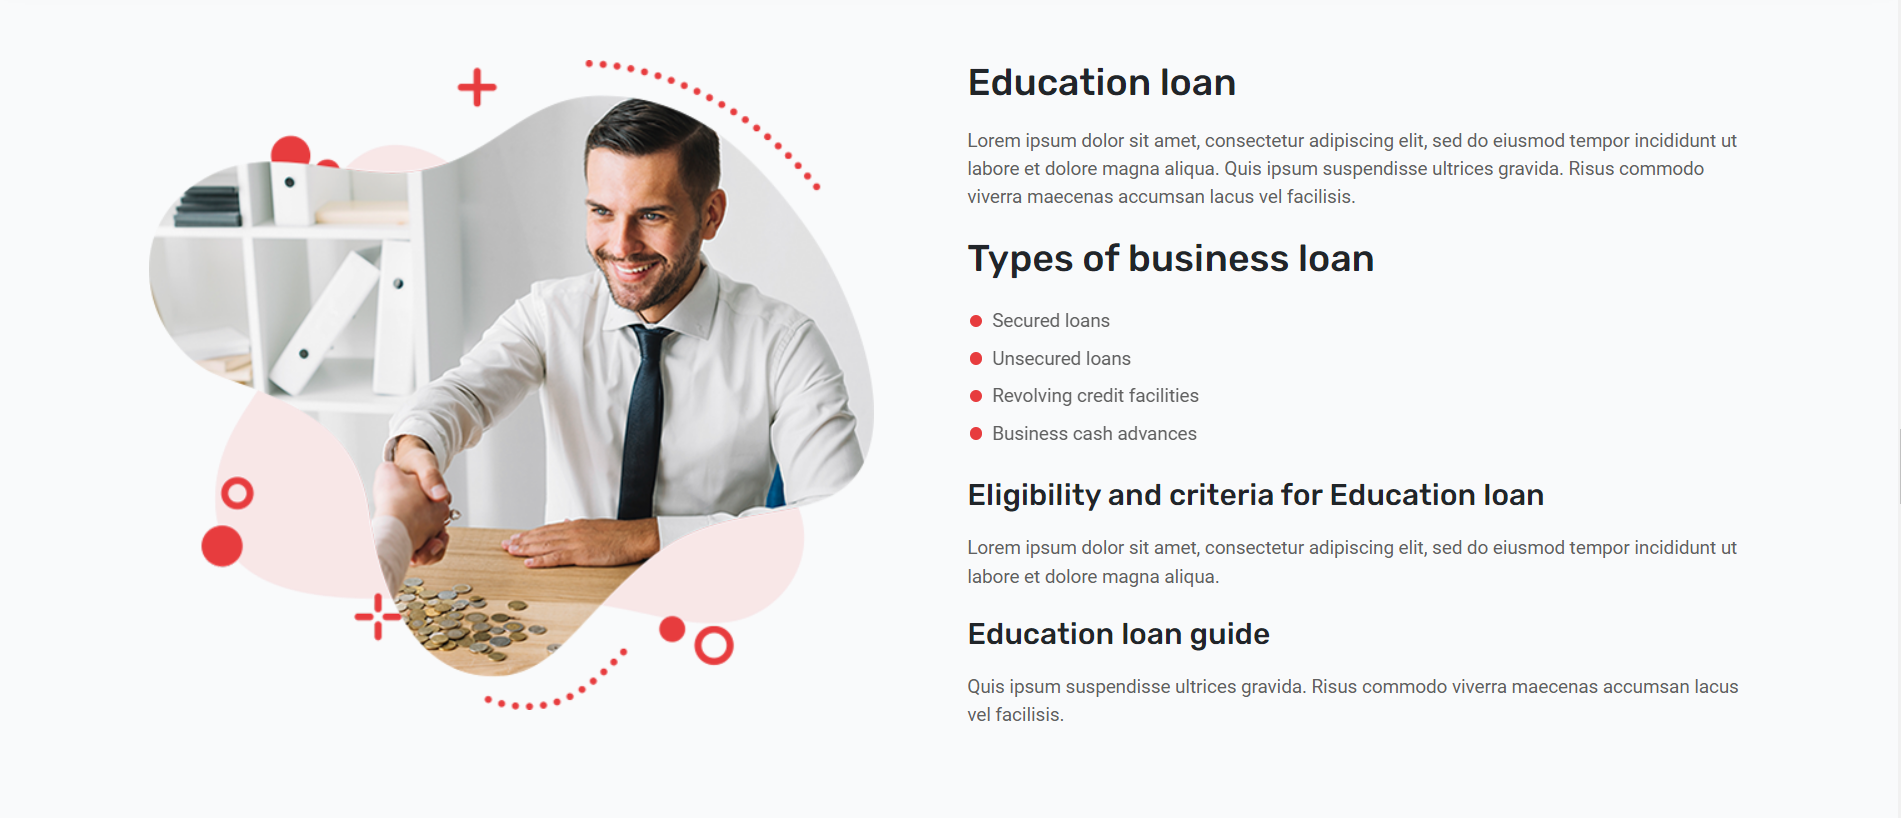 Education loan
Lorem ipsum dolor sit amet, consectetur adipiscing elit, sed do eiusmod tempor incididunt ut
labore et dolore magna aliqua. Quis ipsum suspendisse ultrices gravida. Risus commodo
viverra maecenas accumsan lacus vel facilisis.
Types of business loan
Secured loans
Unsecured loans
Revolving credit facilities
Business cash advances
Eligibility and criteria for Education loan
Lorem ipsum dolor sit amet, consectetur adipiscing elit, sed do eiusmod tempor incididunt ut
labore et dolore magna aliqua.
Education loan guide
Quis ipsum suspendisse ultrices gravida. Risus commodo viverra maecenas accumsan lacus
vel facilisis.